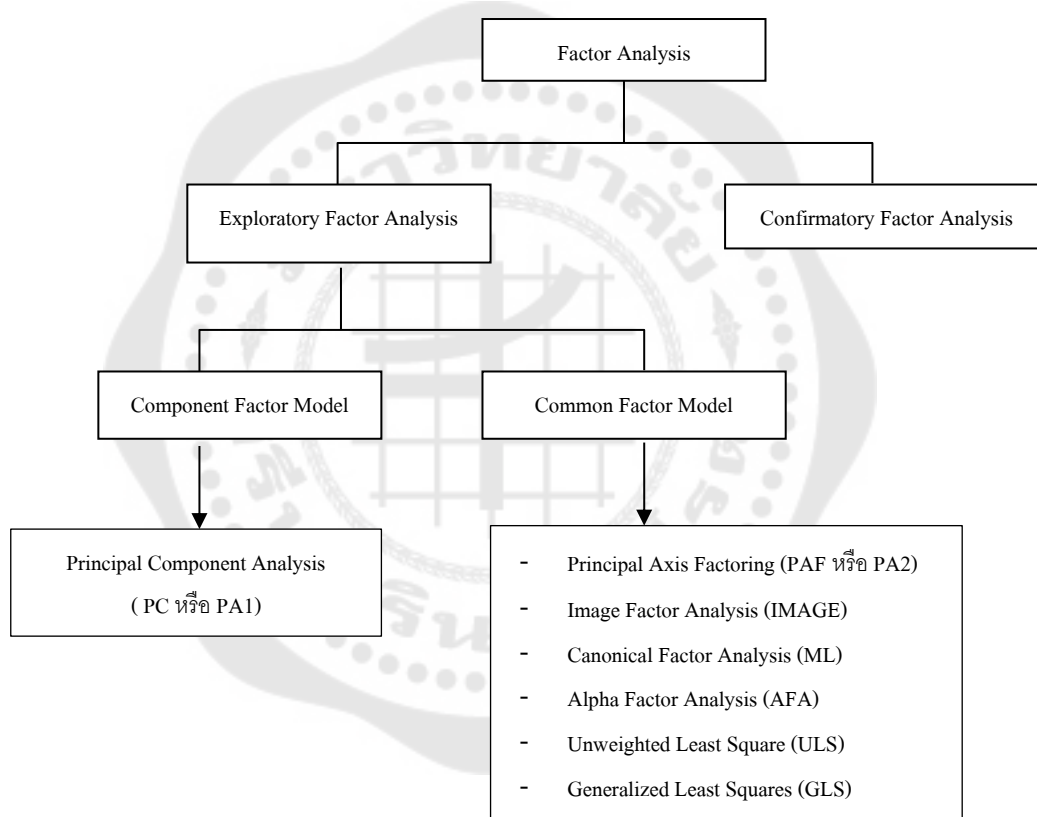 Factor Analysis
Exploratory Factor Analysis
Confirmatory Factor Analysis
Component Factor Model
Common Factor Model
Principal Component Analysis
( PC หรือ PA1)
- Principal Axis Factoring (PAF หรือ PA2)
- Image Factor Analysis (IMAGE)
- Canonical Factor Analysis (ML)
- Alpha Factor Analysis (AFA)
- Unweighted Least Square (ULS)
- Generalized Least Squares (GLS)